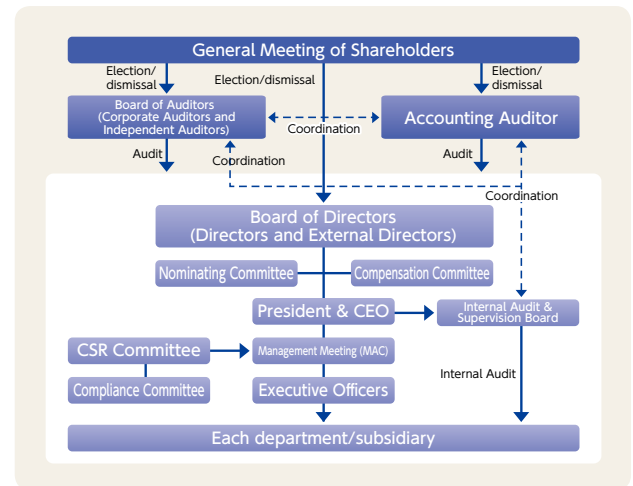 General Meeting of Shareholders
Election/
dismissal
Election/dismissal
Election/
dismissal
Board of Auditors
(Corporate Auditors and
Independent Auditors)
Coordination
Accounting Auditor
Audit
Coordination
Audit
Coordination
Board of Directors
(Directors and External Directors)
Nominating Committee
Compensation Committee
President & CEO
Internal Audit &
Supervision Board
CSR Committee
Management Meeting (MAC)
Internal Audit
Compliance Committee
Executive Officers
Each department/subsidiary